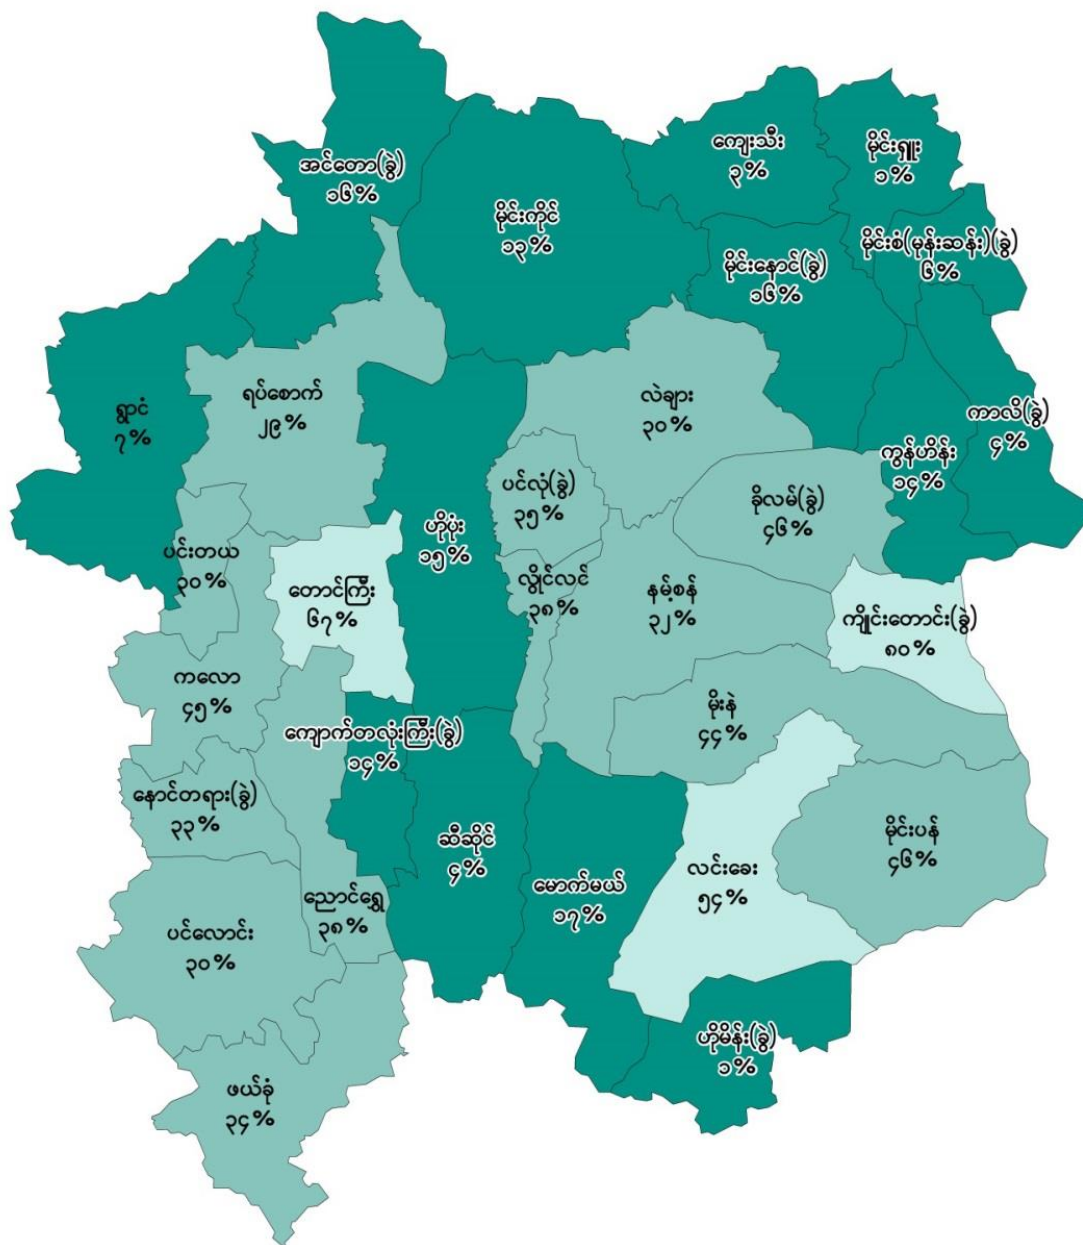 ကျေးသီး
၃%
မိုင်းရှူး
၁%
အင်တော(ခွဲ)
၁၆%
မိုင်းကိုင်
၁၃%
မိုင်းစံ(မုန်းဆန်း)(ခွဲ)
၆%
မိုင်းနောင်(ခွဲ)
၁၆%
ရွာငံ
၇%
ရပ်စောက်
၂၉%
လဲချား
၃၀%
ကာလိ(ခွဲ)
၄%
ကွန်ဟိန်း
၁၄%
ပင်လုံ(ခွဲ)
၃၅%
ခိုလမ်(ခွဲ)
၄၆%
ဟိုပုံး
၁၅%
ပင်းတယ
၃၀%
တောင်ကြီး
၆၇%
လွိုင်လင်
၃၈%
နမ့်စန်
၃၂%
ကျိုင်းတောင်း(ခွဲ)
၈၀%
ကလော
၄၅%
မိုးနဲ
၄၄%
ကျောက်တလုံးကြီး(ခွဲ)
၁၄%
နောင်တရား(ခွဲ)
၃၃%
ဆီဆိုင်
၄%
မိုင်းပန်
၄၆%
လင်းခေး
၅၄%
မောက်မယ်
၁၇%
ညောင်ရွှေ
၃၈%
ပင်လောင်း
၃၀%
ဟိုမိန်း(ခွဲ)
၁%
ဖယ်ခုံ
၃၄%